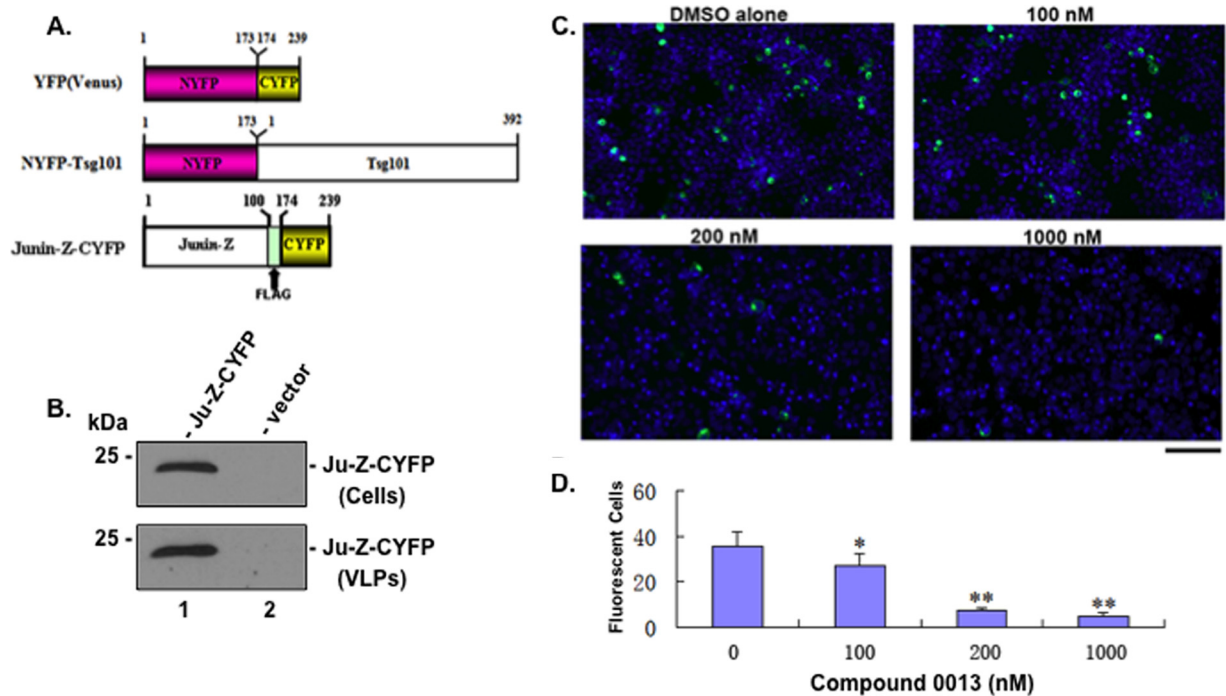 A.
1 173 174 239
YFP(Venus) NYFP CYFP
1 173 1 392
NYFP-Tsg101 NYFP Tsg101
1 100 174 239
Junin-Z-CYFP Junin-Z CYFP
FLAG
B.
kDa
- Ju-Z-CYFP
- vector
25 -
- Ju-Z-CYFP
(Cells)
25 -
- Ju-Z-CYFP
(VLPs)
1 2
C.
DMSO alone 100 nM
200 nM 1000 nM
D.
Fluorescent Cells
60
40
20
0
* ** **
0 100 200 1000
Compound 0013 (nM)